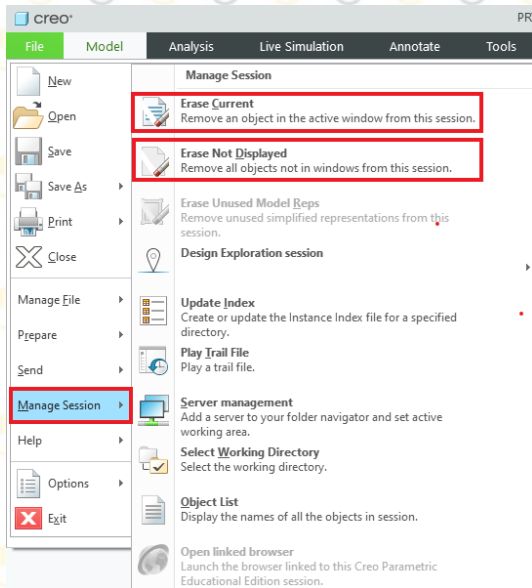 creo®
PR
File Model Analysis Live Simulation Annotate Tools
New
Open
Save
Save As
Print
Close
Manage File
Prepare
Send
Manage Session
Help
Options
Exit
Manage Session
Erase Current
Remove an object in the active window from this session.
Erase Not Displayed
Remove all objects not in windows from this session.
Erase Unused Model Reps
Remove unused simplified representations from this
session.
Design Exploration session
Update Index
Create or update the Instance Index file for a specified
directory.
Play Trail File
Play a trail file.
Server management
Add a server to your folder navigator and set active
working area.
Select Working Directory
Select the working directory.
Object List
Display the names of all the objects in session.
Open linked browser
Launch the browser linked to this Creo Parametric
Educational Edition session.